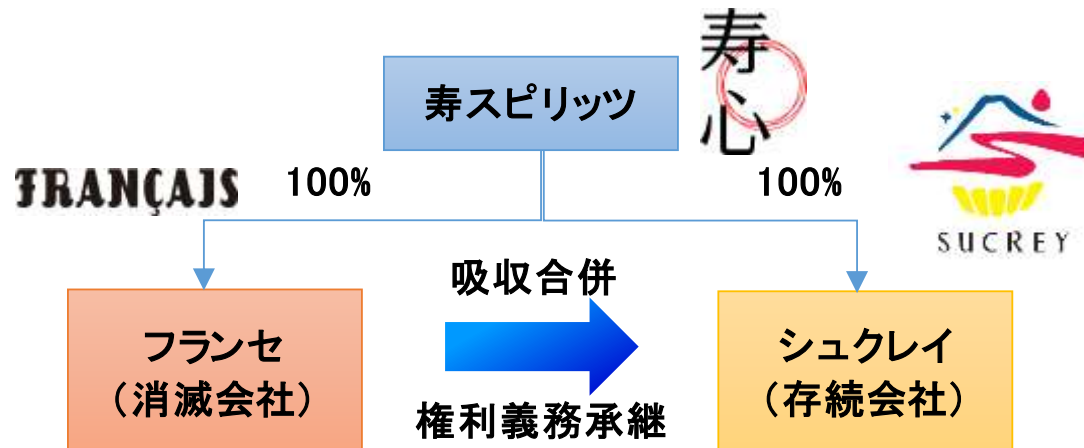 寿スピリッツ
寿心
FRANÇAIS
100%
100%
SUCREY
吸収合併
フランセ
(消滅会社)
シュクレイ
(存続会社)
権利義務承継